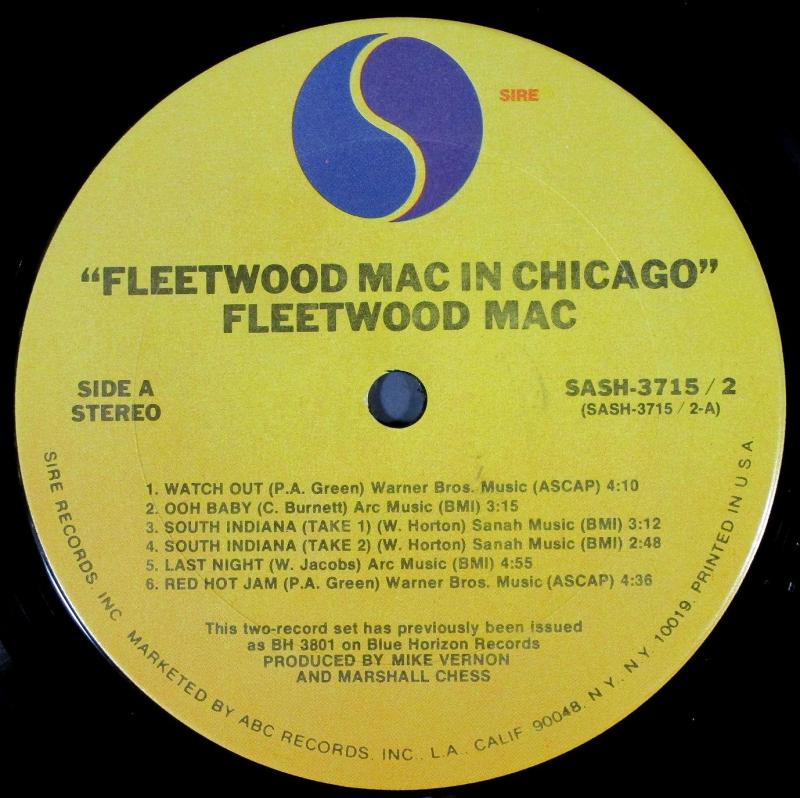 SIRE
“FLEETWOOD MAC IN CHICAGO”
FLEETWOOD MAC
SIDE A
STEREO
SASH-3715 / 2
(SASH-3715 / 2-A)
1. WATCH OUT (P.A. Green) Warner Bros. Music (ASCAP) 4:10
2. OOH BABY (C. Burnett) Arc Music (BMI) 3:15
3. SOUTH INDIANA (TAKE 1) (W. Horton) Sanah Music (BMI) 3:12
4. SOUTH INDIANA (TAKE 2) (W. Horton) Sanah Music (BMI) 2:48
5. LAST NIGHT (W. Jacobs) Arc Music (BMI) 4:55
6. RED HOT JAM (P.A. Green) Warner Bros. Music (ASCAP) 4:36
This two-record set has previously been issued
as BH 3801 on Blue Horizon Records
PRODUCED BY MIKE VERNON
AND MARSHALL CHESS
SIRE RECORDS, INC. MARKETED BY ABC RECORDS, INC., L.A., CALIF 90048. N.Y., N.Y. 10019. PRINTED IN U S A